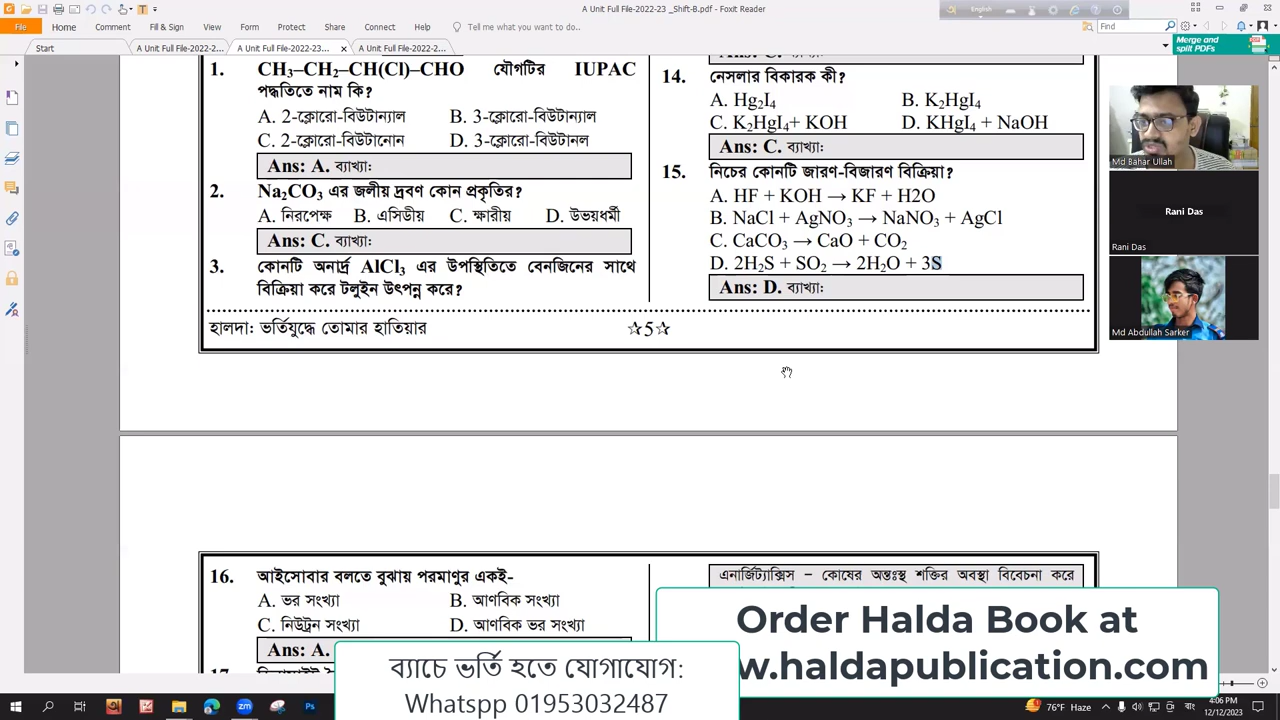 A Unit Full File-2022-23 _Shift-B.pdf - Foxit Reader
English
File Home Comment Fill & Sign View Form Protect Share Connect Help Tell me what you want to do..
Find
Merge and
split PDFs
Start A Unit Full File-2022-2... A Unit Full File-2022-23... A Unit Full File-2022-2...
1. CH₃–CH₂–CH(Cl)–CHO যৌগটির IUPAC
পদ্ধতিতে নাম কি?
A. 2-ক্লোরো-বিউটান্যাল B. 3-ক্লোরো-বিউটান্যাল
C. 2-ক্লোরো-বিউটানোন D. 3-ক্লোরো-বিউটানল
Ans: A. ব্যাখ্যা:
2. Na₂CO₃ এর জলীয় দ্রবণ কোন প্রকৃতির?
A. নিরপেক্ষ B. এসিডীয় C. ক্ষারীয় D. উভয়ধর্মী
Ans: C. ব্যাখ্যা:
3. কোনটি অনার্দ্র AlCl₃ এর উপস্থিতিতে বেনজিনের সাথে
বিক্রিয়া করে টলুইন উৎপন্ন করে?
14. নেসলার বিকারক কী?
A. Hg₂I₄ B. K₂HgI₄
C. K₂HgI₄+ KOH D. KHgI₄ + NaOH
Ans: C. ব্যাখ্যা:
15. নিচের কোনটি জারণ-বিজারণ বিক্রিয়া?
A. HF + KOH → KF + H2O
B. NaCl + AgNO₃ → NaNO₃ + AgCl
C. CaCO₃ → CaO + CO₂
D. 2H₂S + SO₂ → 2H₂O + 3S
Ans: D. ব্যাখ্যা:
হালদা: ভর্তিযুদ্ধে তোমার হাতিয়ার ☆5☆
Md Bahar Ullah
Rani Das
Rani Das
Md Abdullah Sarker
16. আইসোবার বলতে বুঝায় পরমাণুর একই-
A. ভর সংখ্যা B. আণবিক সংখ্যা
C. নিউট্রন সংখ্যা D. আণবিক ভর সংখ্যা
Ans: A.
17.
এনার্জিট্যাক্সিস – কোষের অন্তঃস্থ শক্তির অবস্থা বিবেচনা করে
Order Halda Book at
w.haldapublication.com
ব্যাচে ভর্তি হতে যোগাযোগ:
Whatspp 01953032487
76°F Haze
4:06 PM
12/12/2023